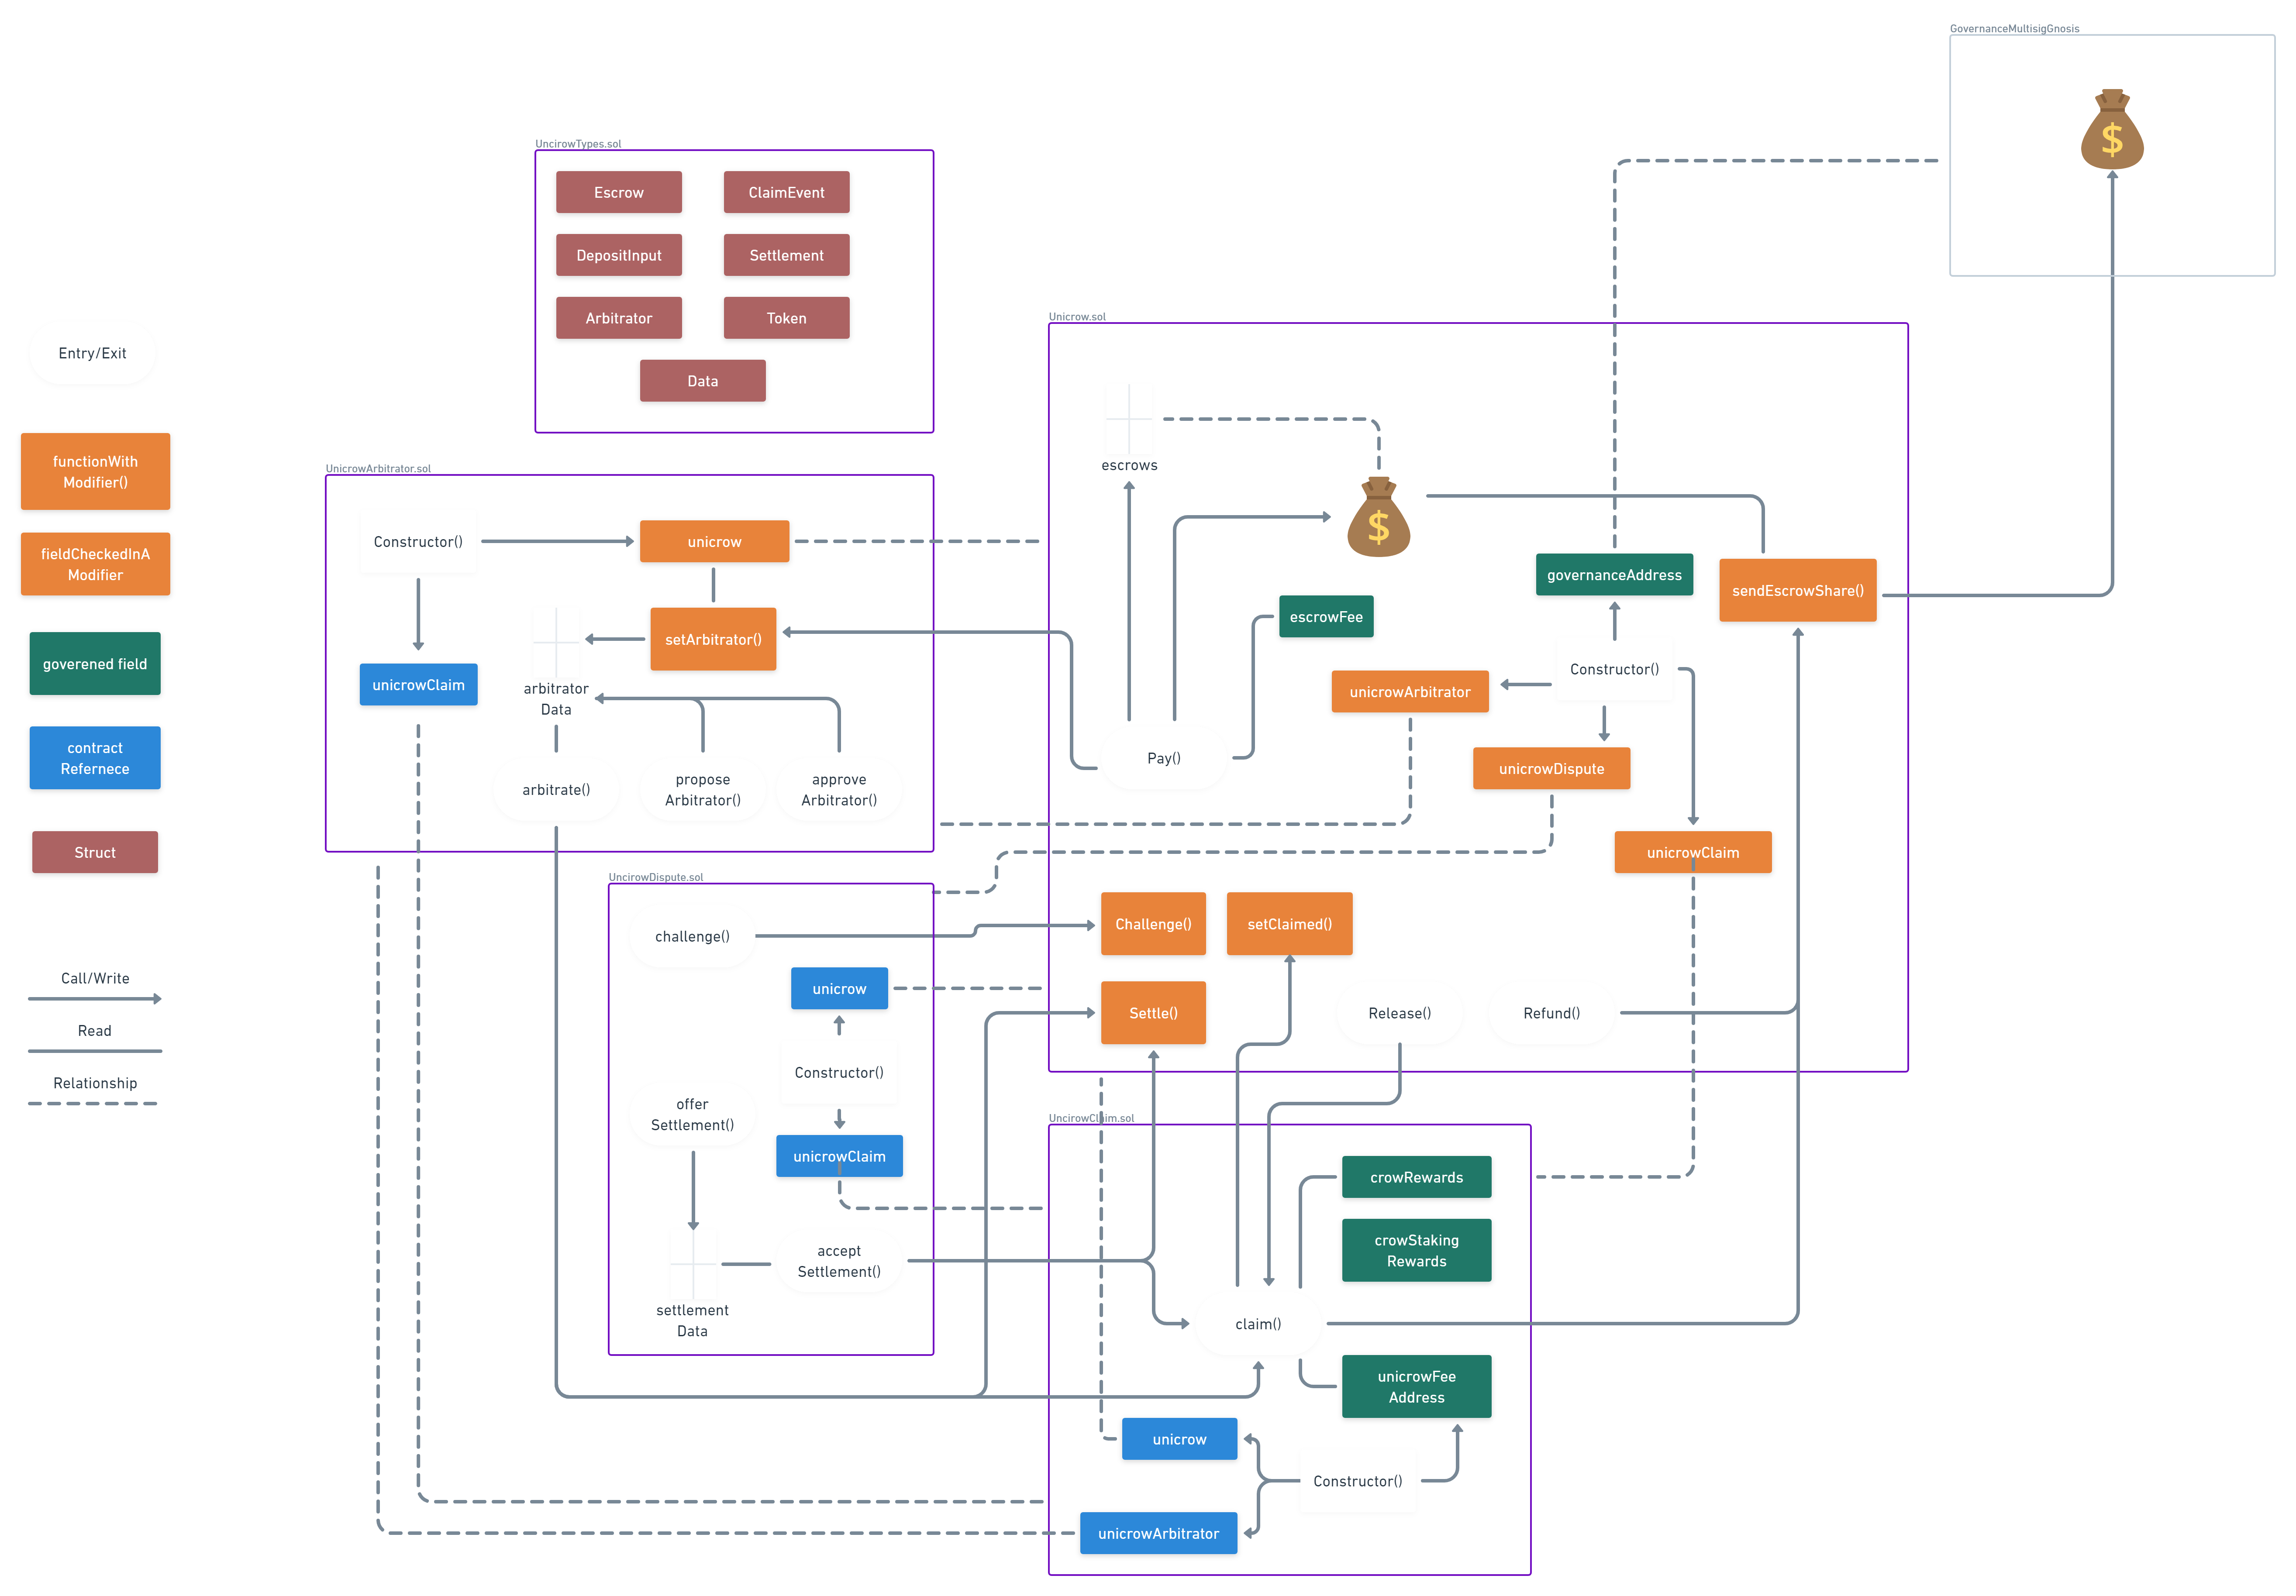 GovernanceMultisigGnosis
UncirowTypes.sol
Escrow
ClaimEvent
DepositInput
Settlement
Arbitrator
Token
Data
Entry/Exit
functionWith
Modifier()
fieldCheckedInA
Modifier
goverened field
contract
Refernece
Struct
Call/Write
Read
Relationship
UnicrowArbitrator.sol
Constructor()
unicrow
setArbitrator()
unicrowClaim
arbitrator
Data
arbitrate()
propose
Arbitrator()
approve
Arbitrator()
Unicrow.sol
escrows
$
$
governanceAddress
sendEscrowShare()
escrowFee
Constructor()
unicrowArbitrator
Pay()
unicrowDispute
unicrowClaim
Challenge()
setClaimed()
Settle()
Release()
Refund()
UncirowDispute.sol
challenge()
unicrow
Constructor()
offer
Settlement()
unicrowClaim
accept
Settlement()
settlement
Data
UncirowClaim.sol
crowRewards
crowStaking
Rewards
claim()
unicrowFee
Address
unicrow
Constructor()
unicrowArbitrator